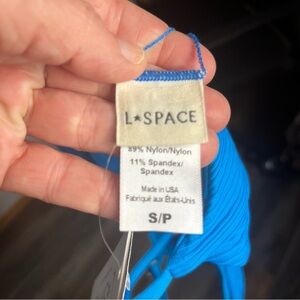 L★SPACE
89% Nylon/Nylon
11% Spandex/
Spandex
Made in USA
Fabriqué aux États-Unis
S/P